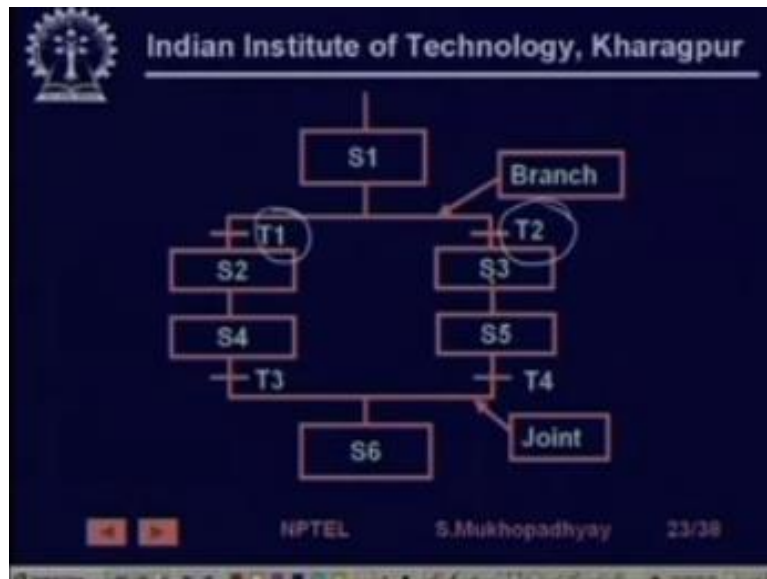 Indian Institute of Technology, Kharagpur
S1
Branch
T1
T2
S2
S3
S4
S5
T3
T4
Joint
S6
NPTEL
S.Mukhopadhyay
23/38